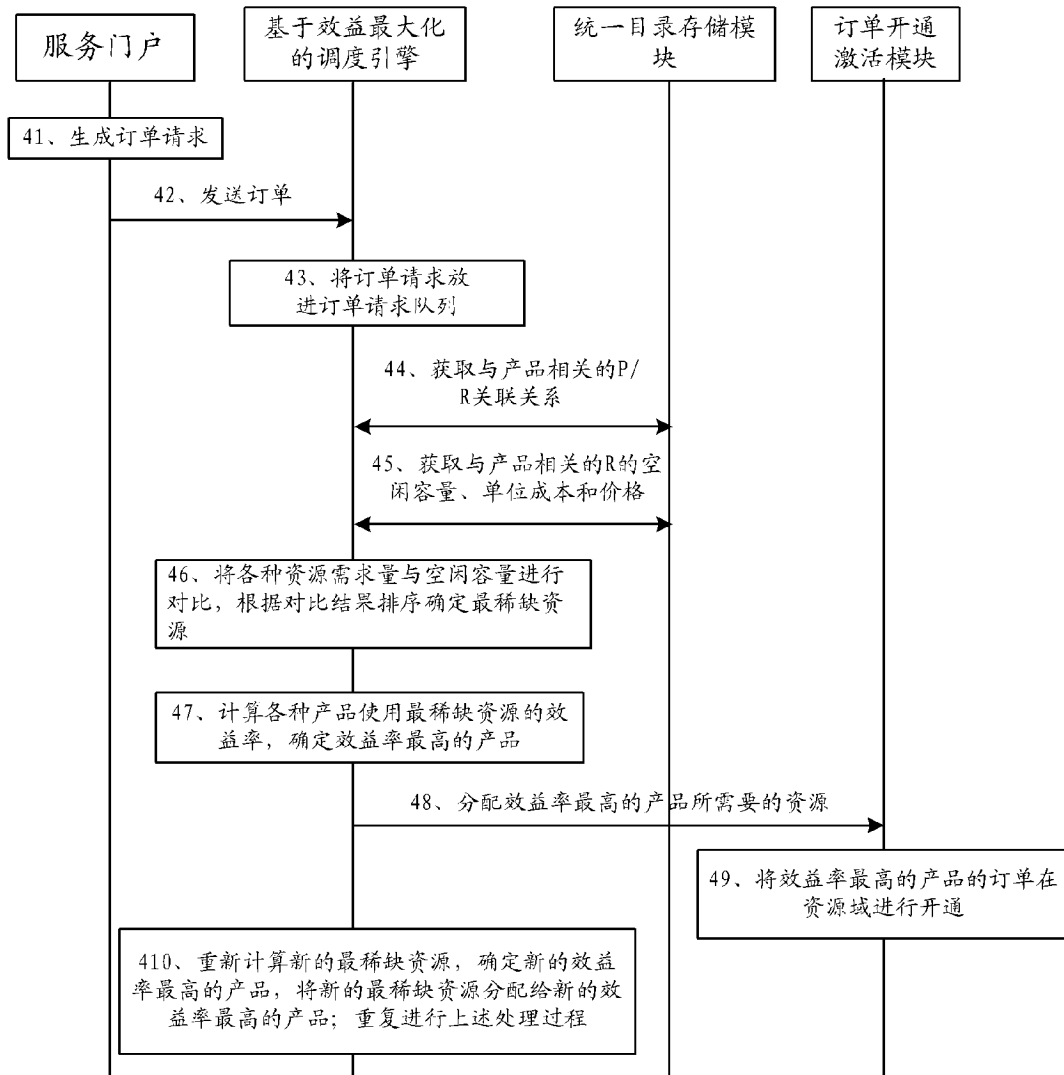 服务门户
基于效益最大化
的调度引擎
统一目录存储模
块
订单开通
激活模块
41、生成订单请求
42、发送订单
43、将订单请求放
进订单请求队列
44、获取与产品相关的P/
R关联关系
45、获取与产品相关的R的空
闲容量、单位成本和价格
46、将各种资源需求量与空闲容量进行
对比，根据对比结果排序确定最稀缺资
源
47、计算各种产品使用最稀缺资源的效
益率，确定效益率最高的产品
48、分配效益率最高的产品所需要的资源
49、将效益率最高的产品的订单在
资源域进行开通
410、重新计算新的最稀缺资源，确定新的效益
率最高的产品，将新的最稀缺资源分配给新的效
益率最高的产品；重复进行上述处理过程